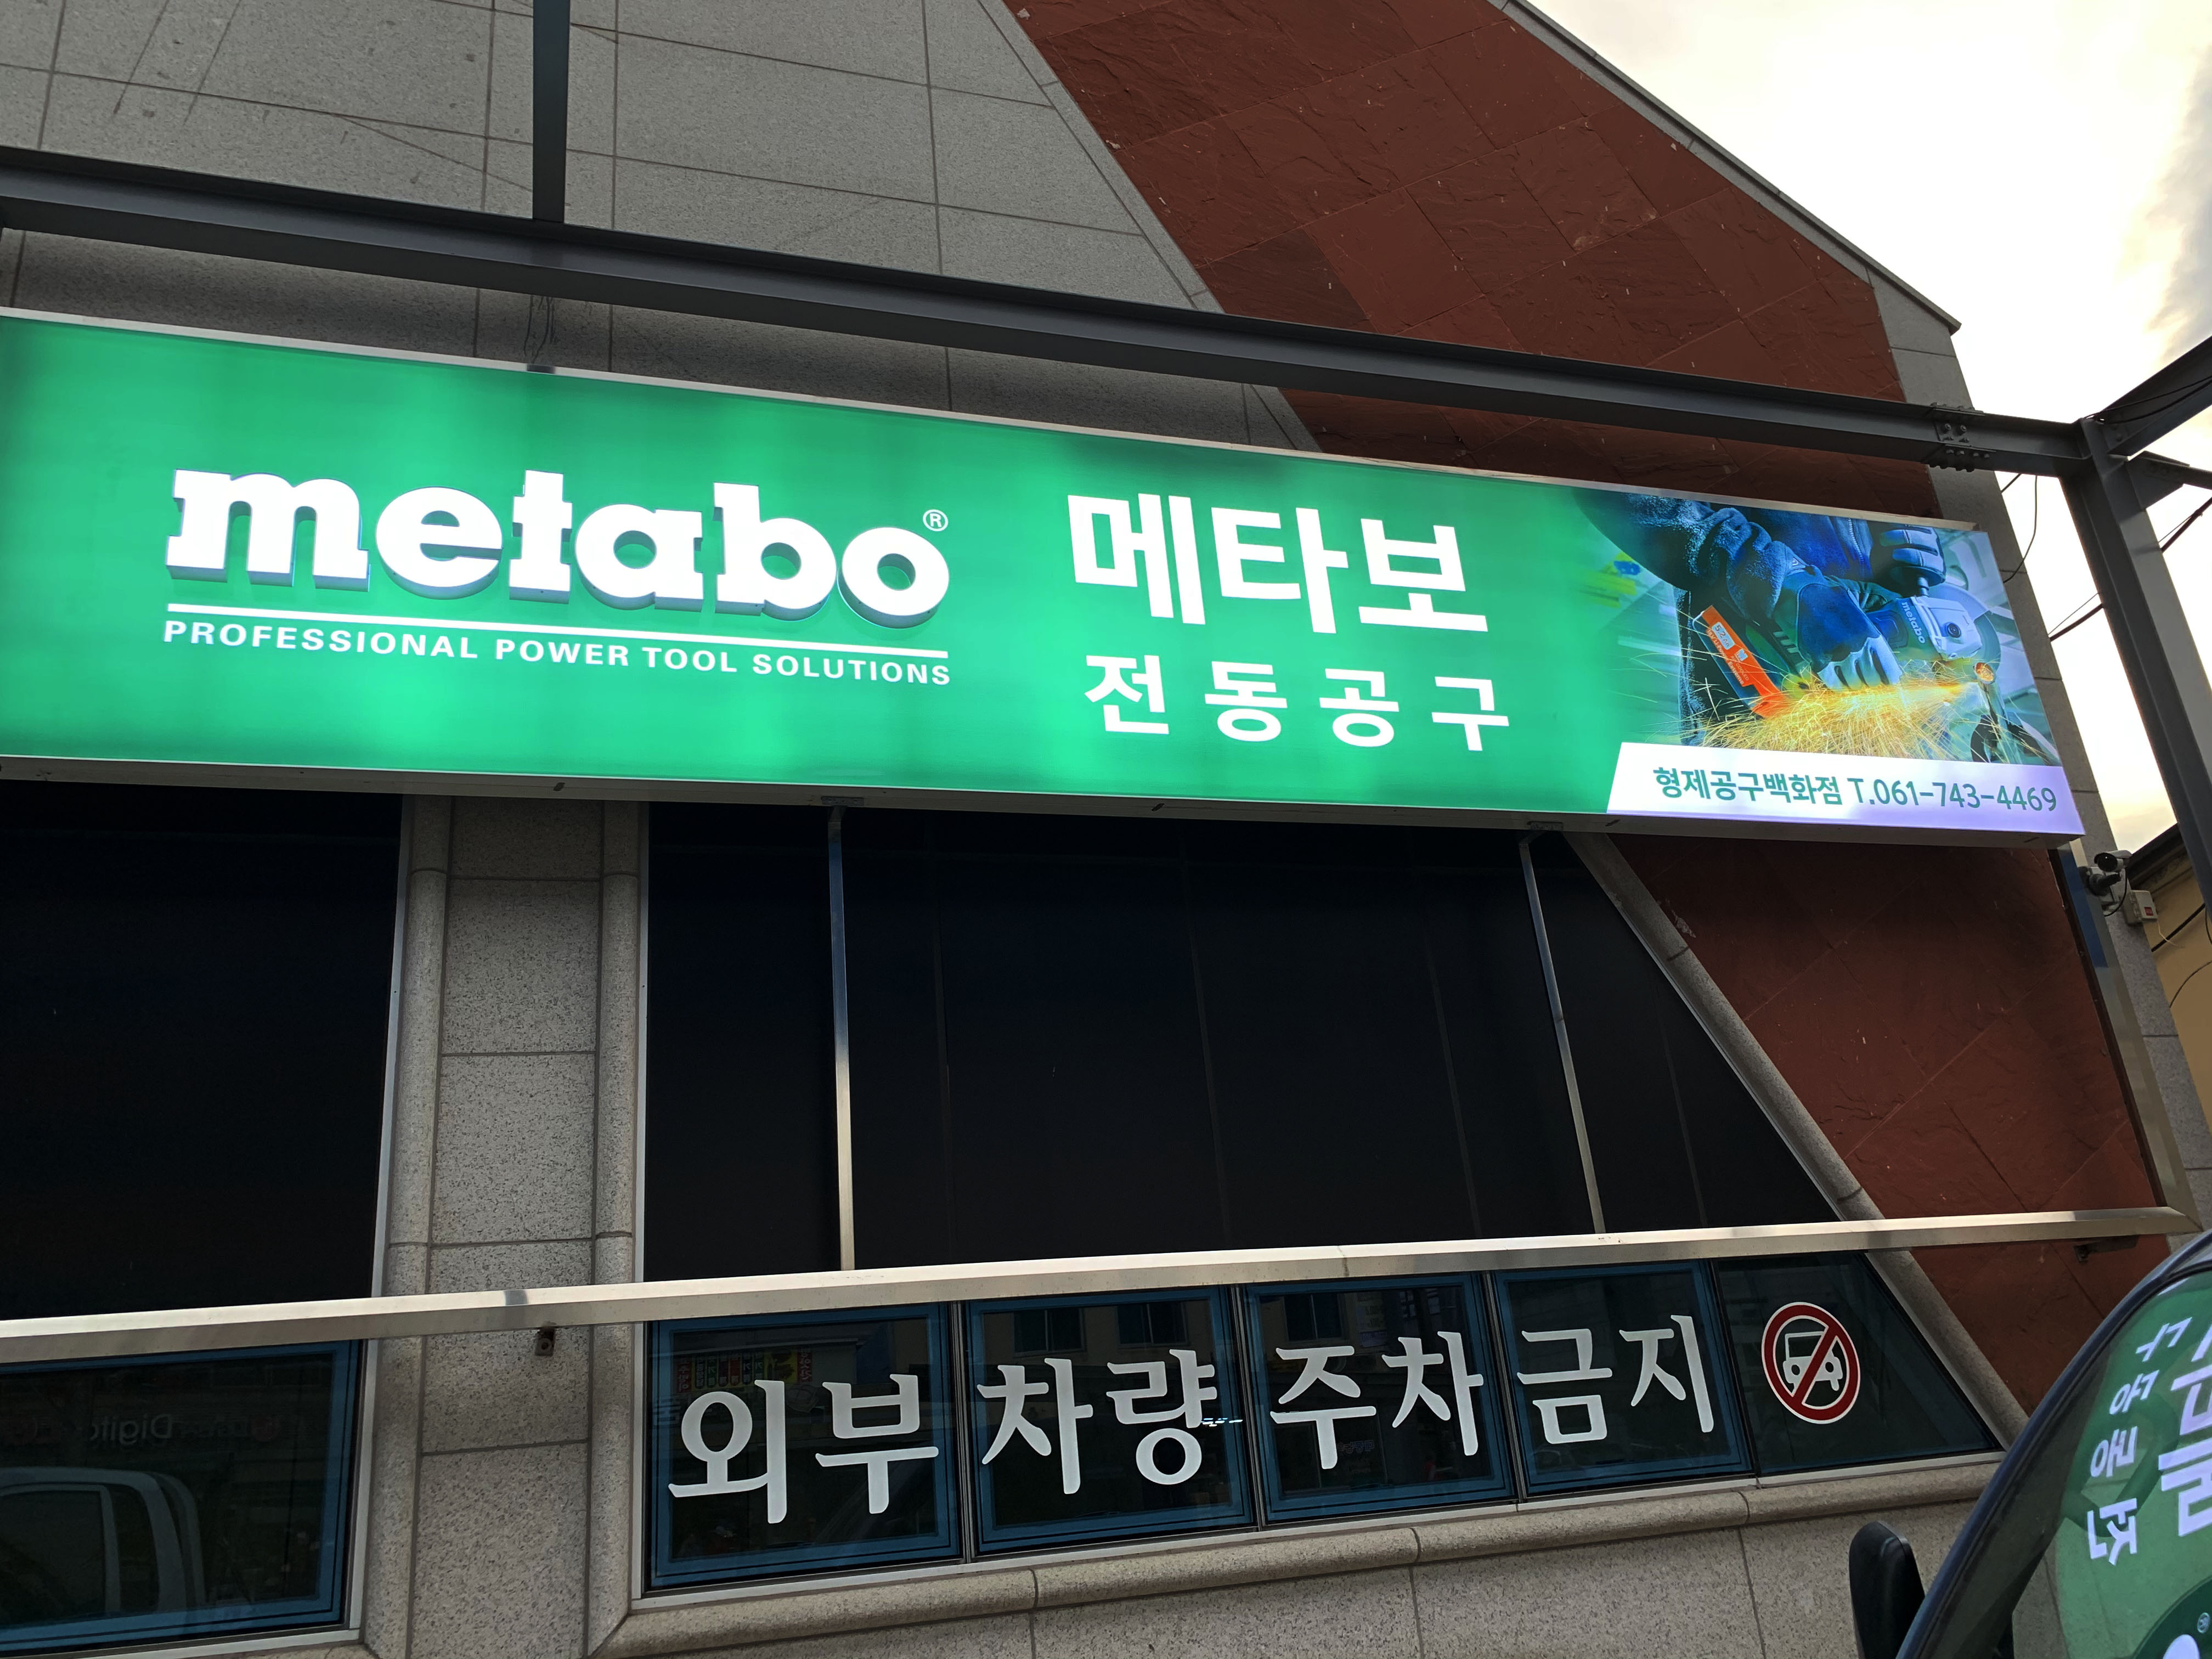 metabo®
PROFESSIONAL POWER TOOL SOLUTIONS
메타보
전동공구
metabo
형제공구백화점 T.061-743-4469
외부차량주차금지